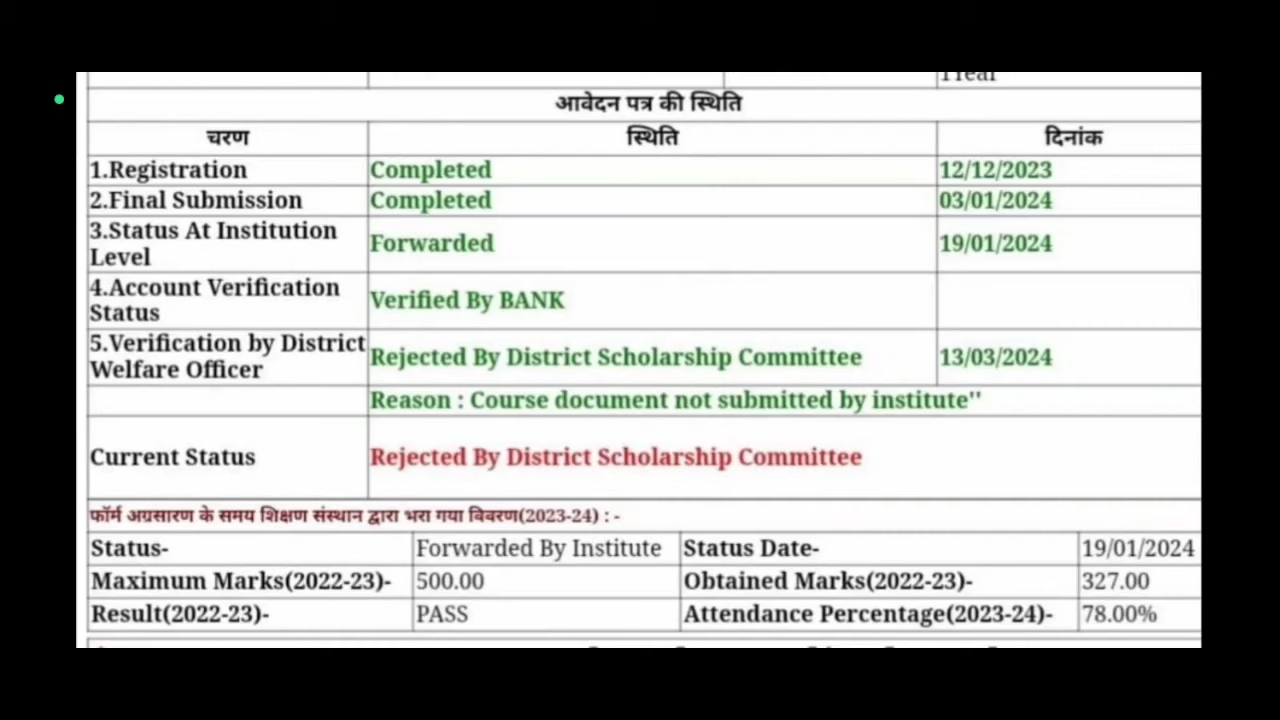 1Year
आवेदन पत्र की स्थिति
चरण स्थिति दिनांक
1.Registration Completed 12/12/2023
2.Final Submission Completed 03/01/2024
3.Status At Institution
Level
Forwarded 19/01/2024
4.Account Verification
Status
Verified By BANK
5.Verification by District
Welfare Officer
Rejected By District Scholarship Committee 13/03/2024
Reason : Course document not submitted by institute''
Current Status Rejected By District Scholarship Committee
फॉर्म अग्रसारण के समय शिक्षण संस्थान द्वारा भरा गया विवरण(2023-24) : -
Status- Forwarded By Institute Status Date- 19/01/2024
Maximum Marks(2022-23)- 500.00 Obtained Marks(2022-23)- 327.00
Result(2022-23)- PASS Attendance Percentage(2023-24)- 78.00%